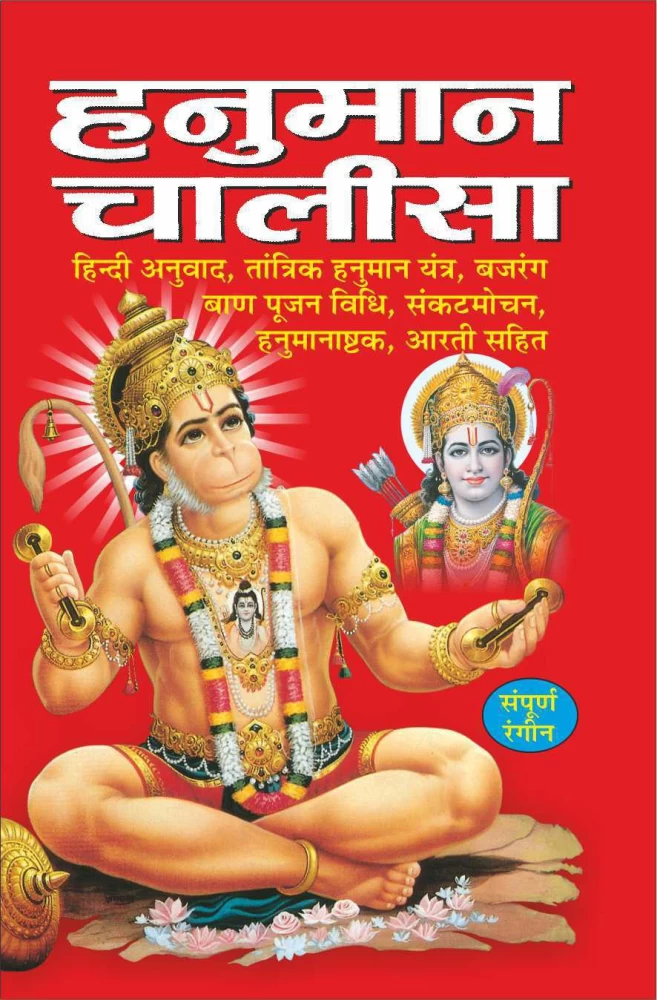 हनुमान
चालीसा
हिन्दी अनुवाद, तांत्रिक हनुमान यंत्र, बजरंग
बाण पूजन विधि, संकटमोचन,
हनुमानाष्टक, आरती सहित
संपूर्ण
रंगीन